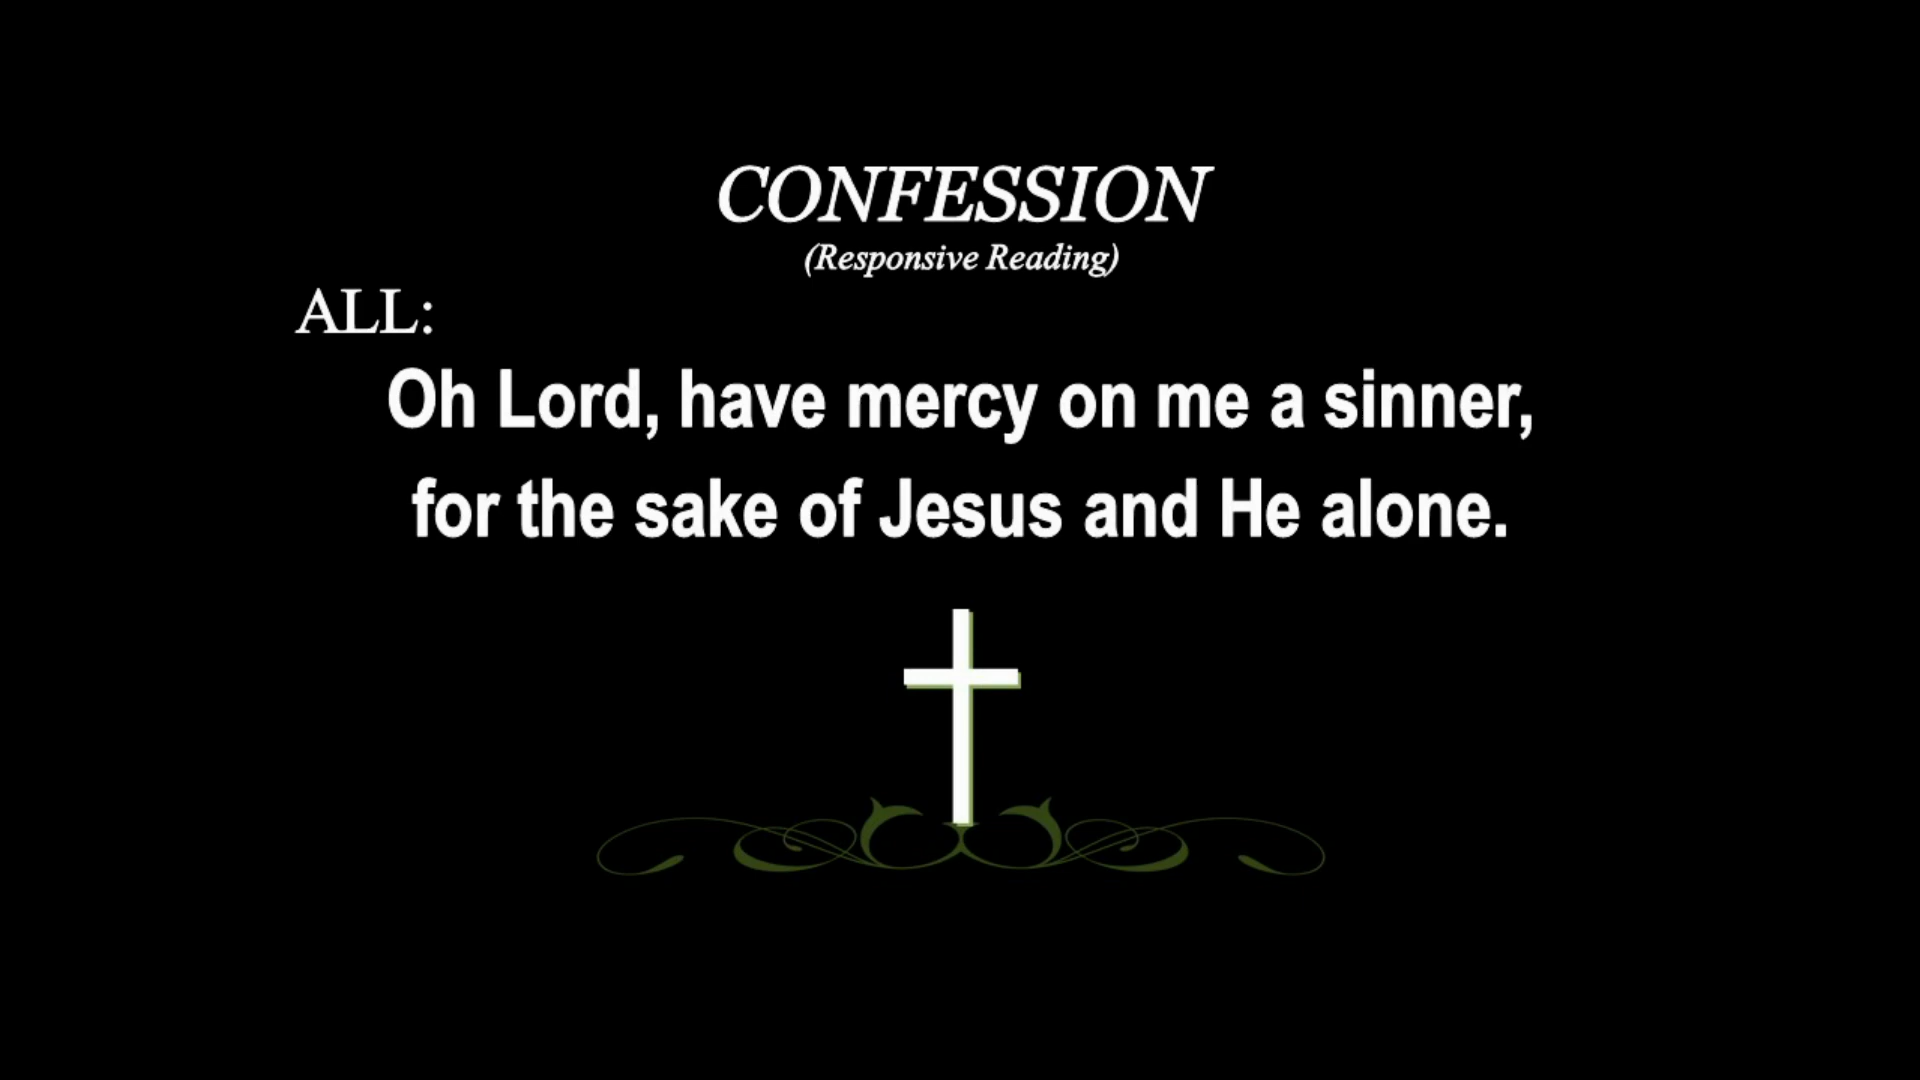 CONFESSION
(Responsive Reading)
ALL:
Oh Lord, have mercy on me a sinner,
for the sake of Jesus and He alone.